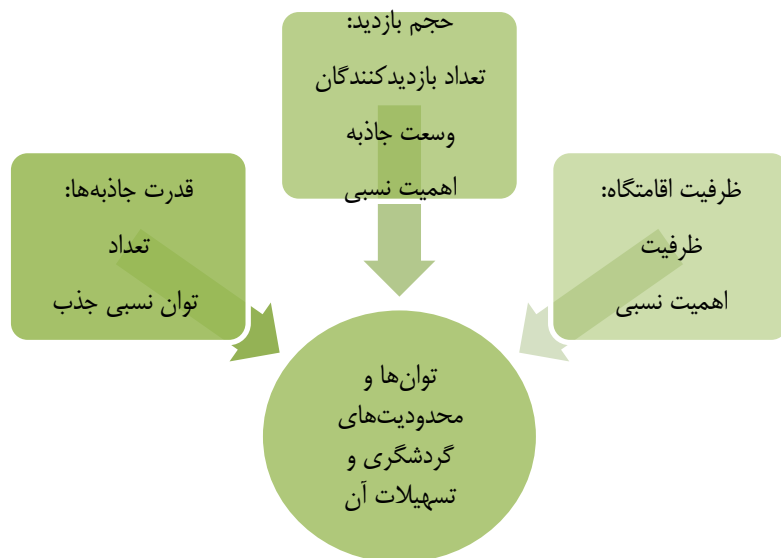 حجم بازدید:
تعداد بازدیدکنندگان
وسعت جاذبه
اهمیت نسبی
ظرفیت اقامتگاه:
ظرفیت
اهمیت نسبی
قدرت جاذبه‌ها:
تعداد
توان نسبی جذب
توان‌ها و
محدودیت‌های
گردشگری و
تسهیلات آن